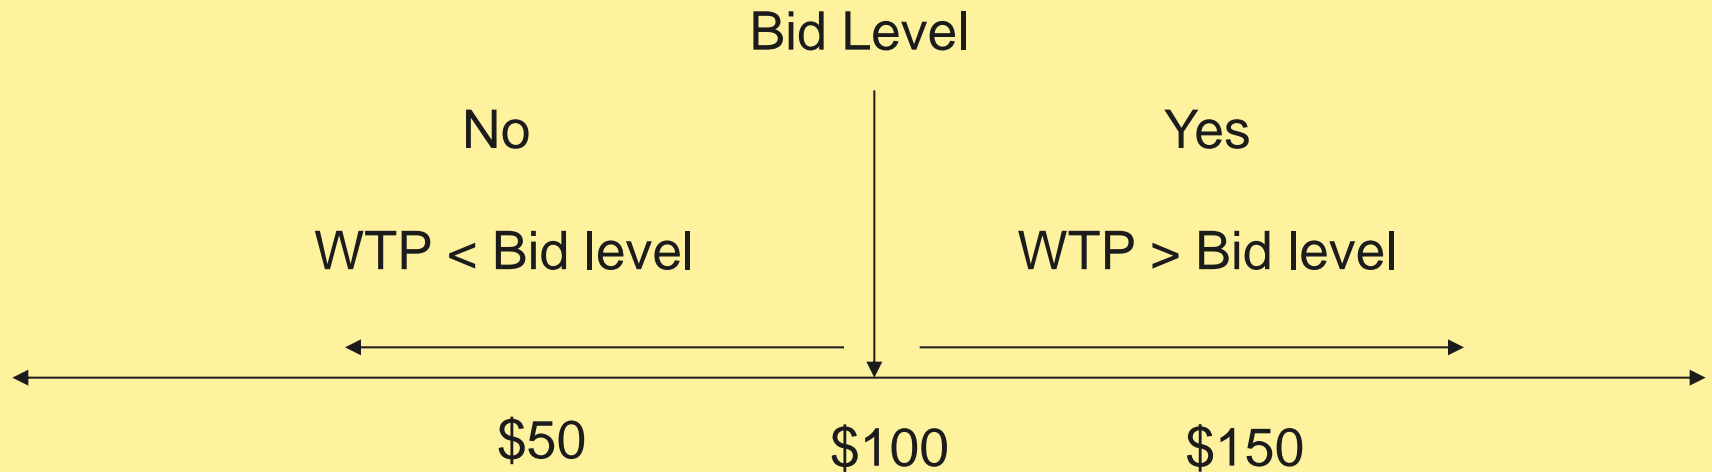 Bid Level
No
Yes
WTP < Bid level
WTP > Bid level
$50
$100
$150